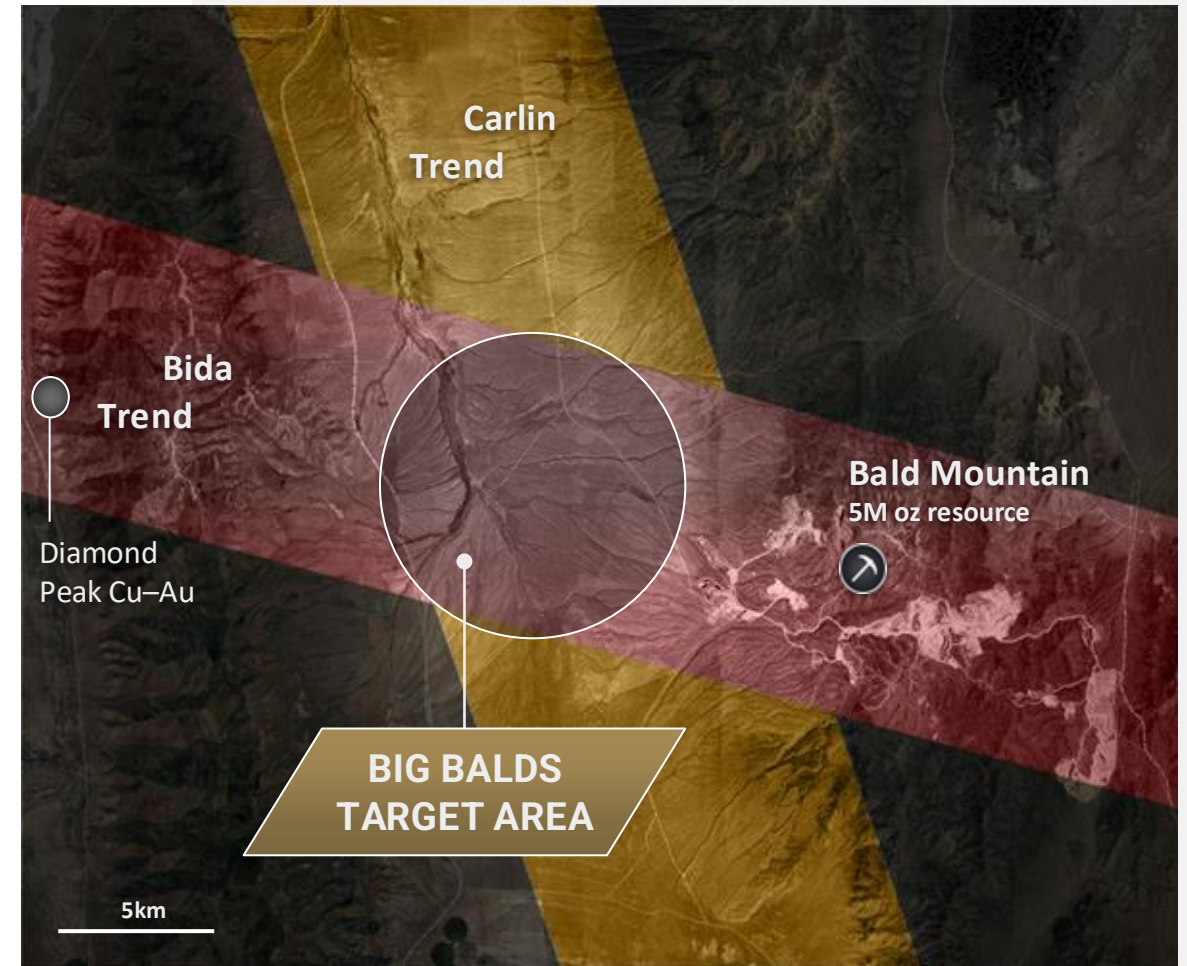 Carlin
Trend
Bida
Trend
Bald Mountain
5M oz resource
Diamond
Peak Cu–Au
BIG BALDS
TARGET AREA
5km